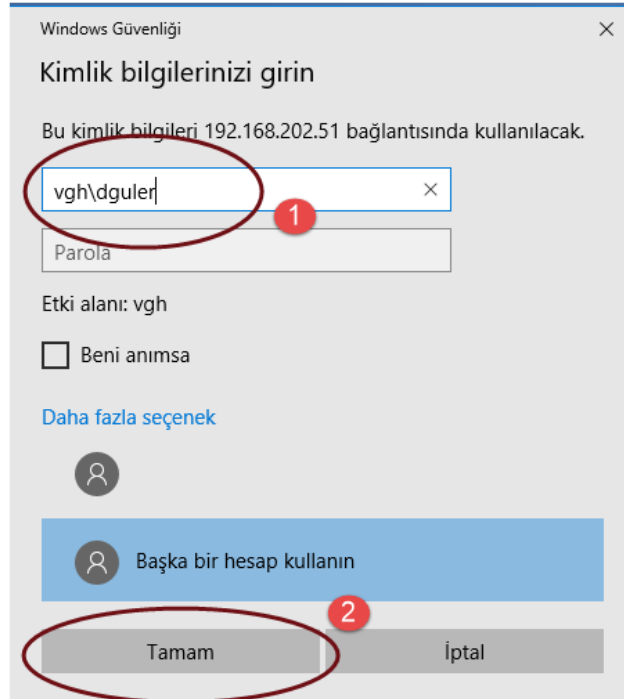 Windows Güvenliği
Kimlik bilgilerinizi girin
Bu kimlik bilgileri 192.168.202.51 bağlantısında kullanılacak.
vgh\dguler
1
Parola
Etki alanı: vgh
Beni anımsa
Daha fazla seçenek
Başka bir hesap kullanın
2
Tamam İptal